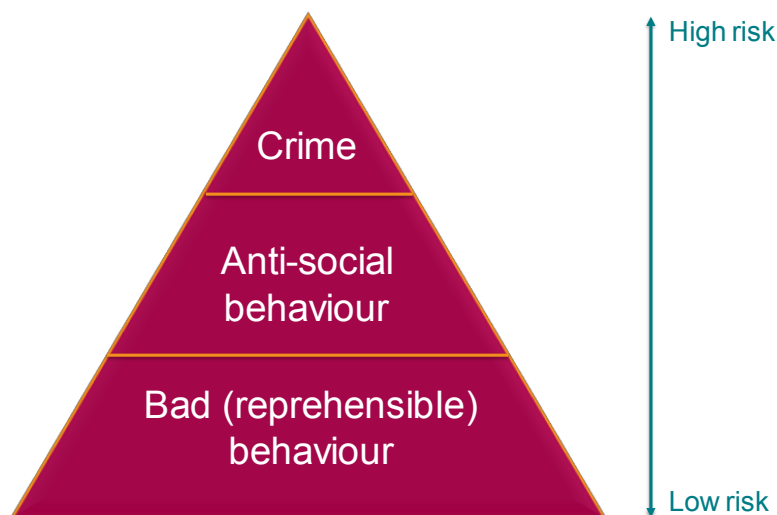 High risk
Crime
Anti-social
behaviour
Bad (reprehensible)
behaviour
Low risk